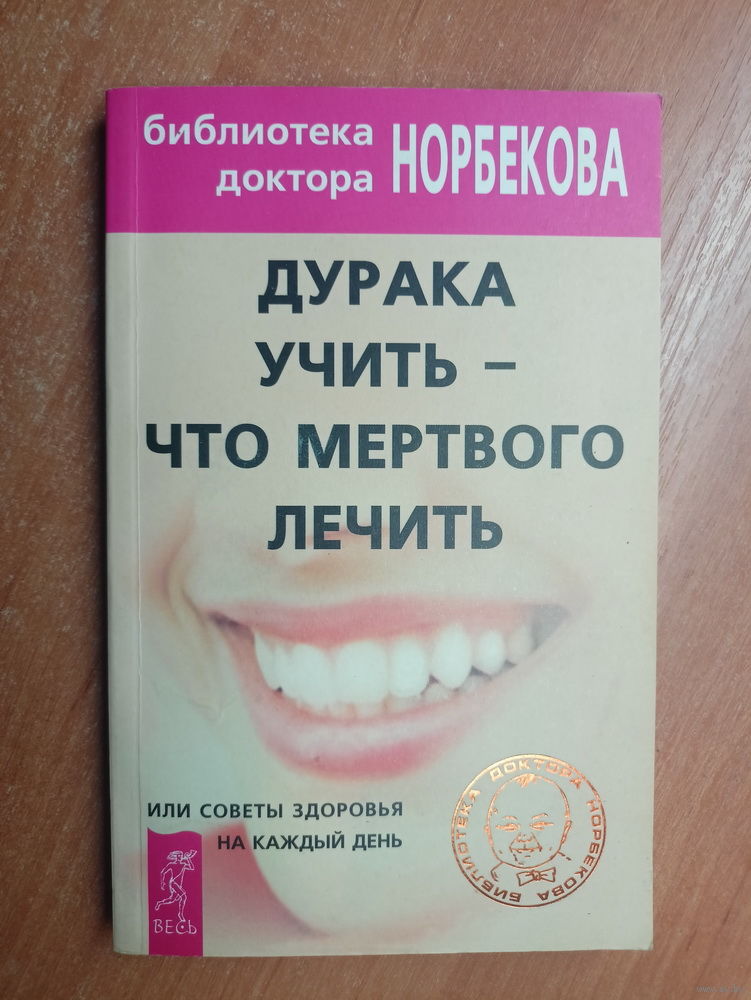 библиотека
доктора НОРБЕКОВА
ДУРАКА
УЧИТЬ –
ЧТО МЕРТВОГО
ЛЕЧИТЬ
ИЛИ СОВЕТЫ ЗДОРОВЬЯ
НА КАЖДЫЙ ДЕНЬ
БИБЛИОТЕКА ДОКТОРА НОРБЕКОВА
ВЕСЬ